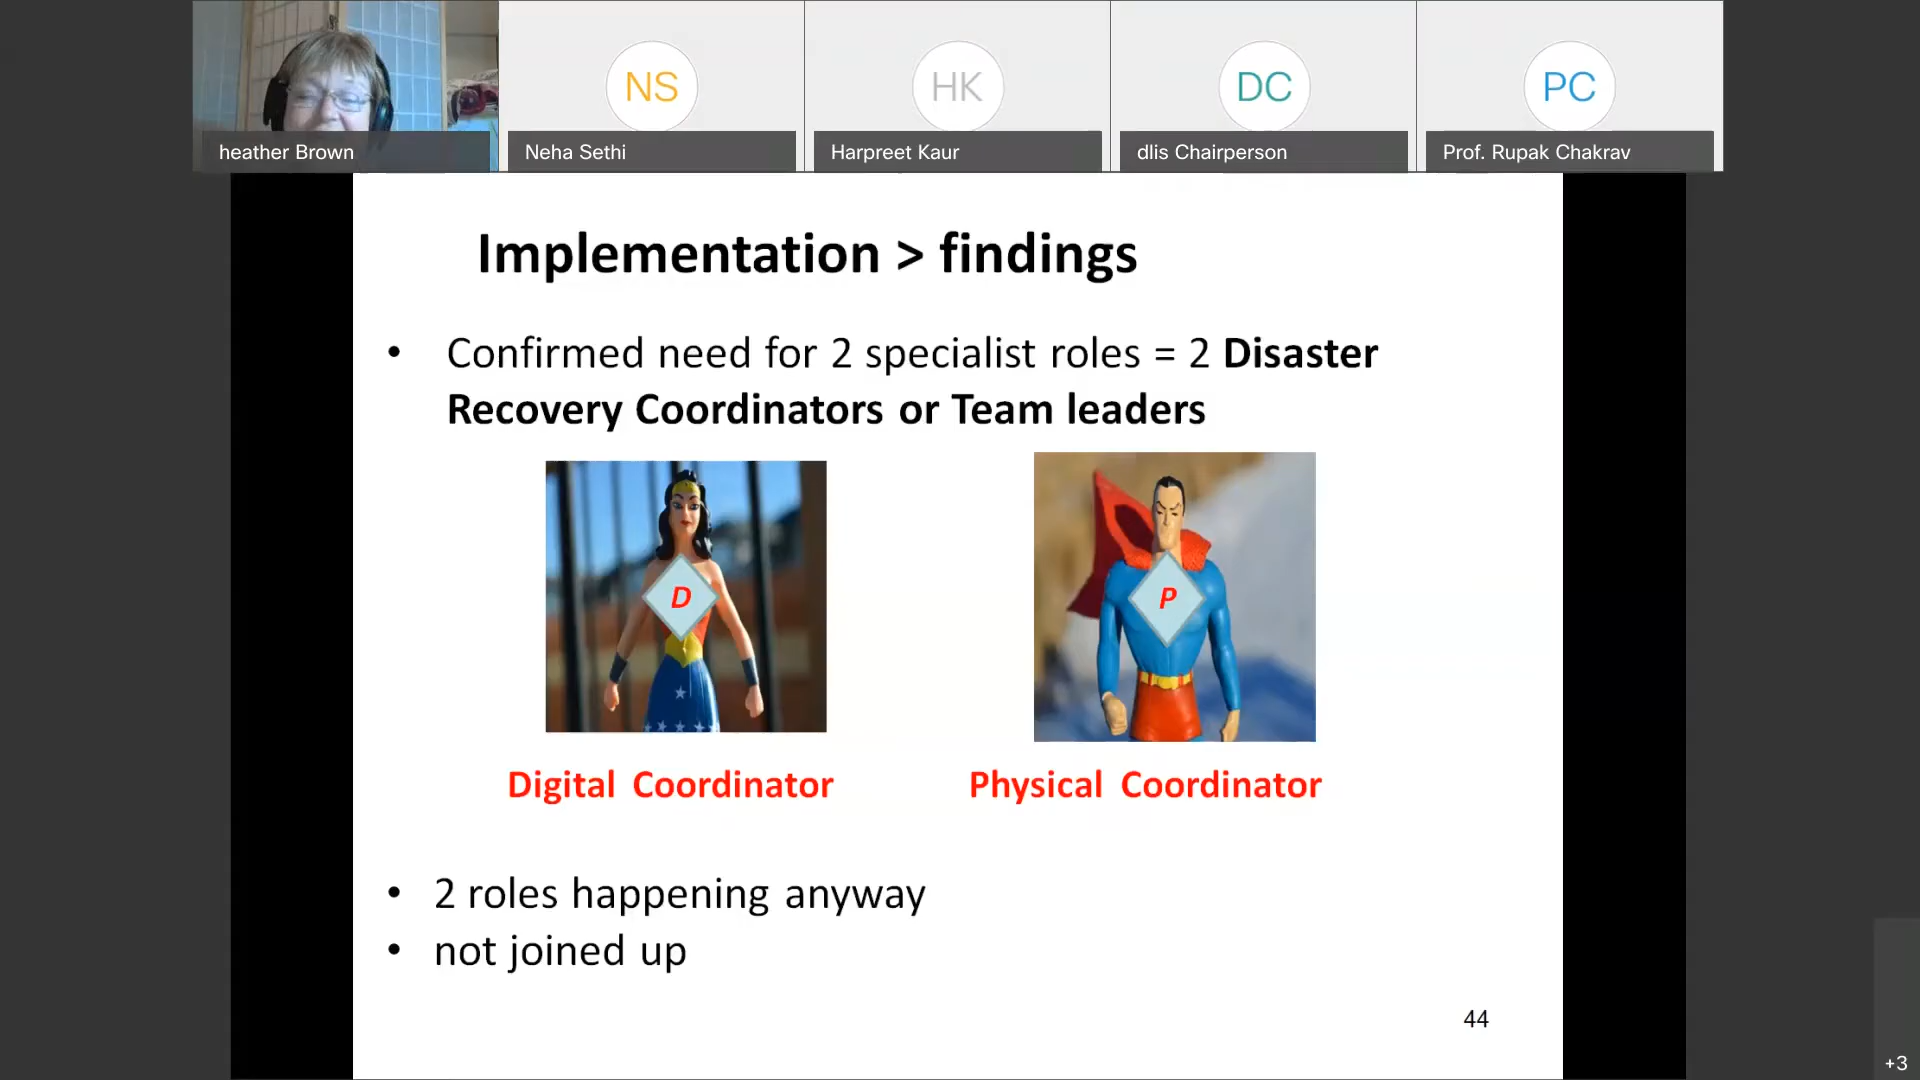 NS
HK
DC
PC
heather Brown
Neha Sethi
Harpreet Kaur
dlis Chairperson
Prof. Rupak Chakrav
Implementation > findings
• Confirmed need for 2 specialist roles = 2 Disaster
Recovery Coordinators or Team leaders
D
P
Digital Coordinator
Physical Coordinator
• 2 roles happening anyway
• not joined up
44
+3